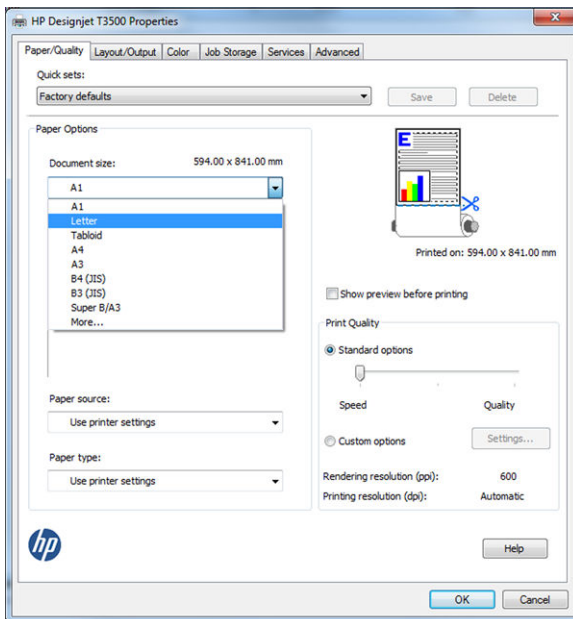 HP Designjet T3500 Properties
Paper/Quality Layout/Output Color Job Storage Services Advanced
Quick sets:
Factory defaults
Save Delete
Paper Options
Document size: 594.00 x 841.00 mm
A1
A1
Letter
Tabloid
A4
A3
B4 (JIS)
B3 (JIS)
Super B/A3
More...
Paper source:
Use printer settings
Paper type:
Use printer settings
E
Printed on: 594.00 x 841.00 mm
Show preview before printing
Print Quality
Standard options
Speed Quality
Custom options Settings...
Rendering resolution (ppi): 600
Printing resolution (dpi): Automatic
hp
Help
OK Cancel